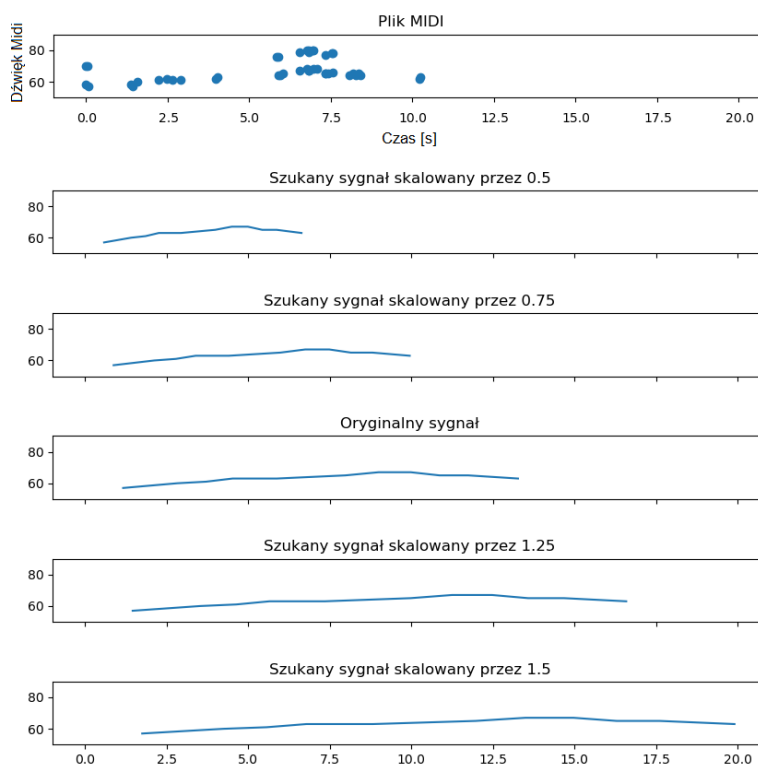 Plik MIDI
Dźwięk Midi
80
60
0.0 2.5 5.0 7.5 10.0 12.5 15.0 17.5 20.0
Czas [s]
Szukany sygnał skalowany przez 0.5
80
60
Szukany sygnał skalowany przez 0.75
80
60
Oryginalny sygnał
80
60
Szukany sygnał skalowany przez 1.25
80
60
Szukany sygnał skalowany przez 1.5
80
60
0.0 2.5 5.0 7.5 10.0 12.5 15.0 17.5 20.0